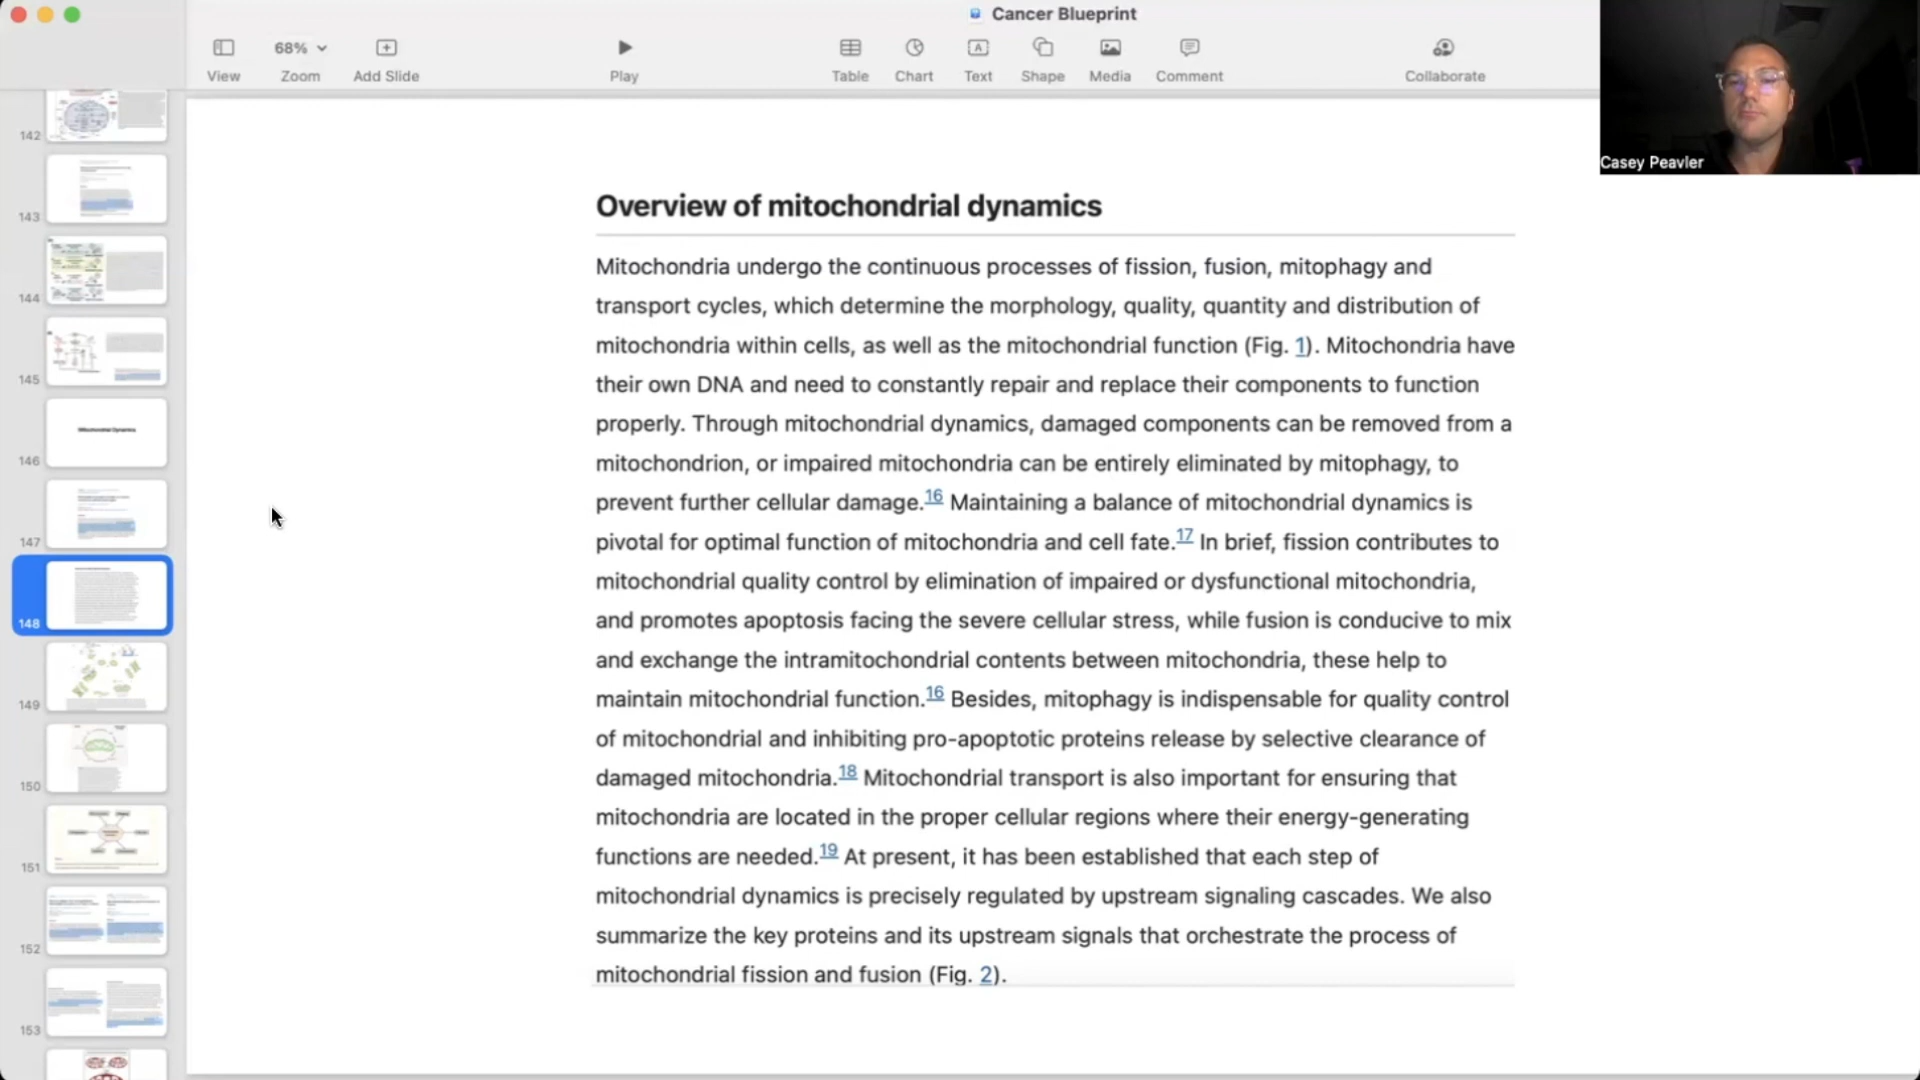 Cancer Blueprint
68%
View
Zoom
Add Slide
Play
Table
Chart
Text
Shape
Media
Comment
Collaborate
Casey Peavler
142
143
144
145
146
Mitochondrial Dynamics
147
148
149
150
151
152
153
Overview of mitochondrial dynamics
Mitochondria undergo the continuous processes of fission, fusion, mitophagy and
transport cycles, which determine the morphology, quality, quantity and distribution of
mitochondria within cells, as well as the mitochondrial function (Fig. 1). Mitochondria have
their own DNA and need to constantly repair and replace their components to function
properly. Through mitochondrial dynamics, damaged components can be removed from a
mitochondrion, or impaired mitochondria can be entirely eliminated by mitophagy, to
prevent further cellular damage.16 Maintaining a balance of mitochondrial dynamics is
pivotal for optimal function of mitochondria and cell fate.17 In brief, fission contributes to
mitochondrial quality control by elimination of impaired or dysfunctional mitochondria,
and promotes apoptosis facing the severe cellular stress, while fusion is conducive to mix
and exchange the intramitochondrial contents between mitochondria, these help to
maintain mitochondrial function.16 Besides, mitophagy is indispensable for quality control
of mitochondrial and inhibiting pro-apoptotic proteins release by selective clearance of
damaged mitochondria.18 Mitochondrial transport is also important for ensuring that
mitochondria are located in the proper cellular regions where their energy-generating
functions are needed.19 At present, it has been established that each step of
mitochondrial dynamics is precisely regulated by upstream signaling cascades. We also
summarize the key proteins and its upstream signals that orchestrate the process of
mitochondrial fission and fusion (Fig. 2).